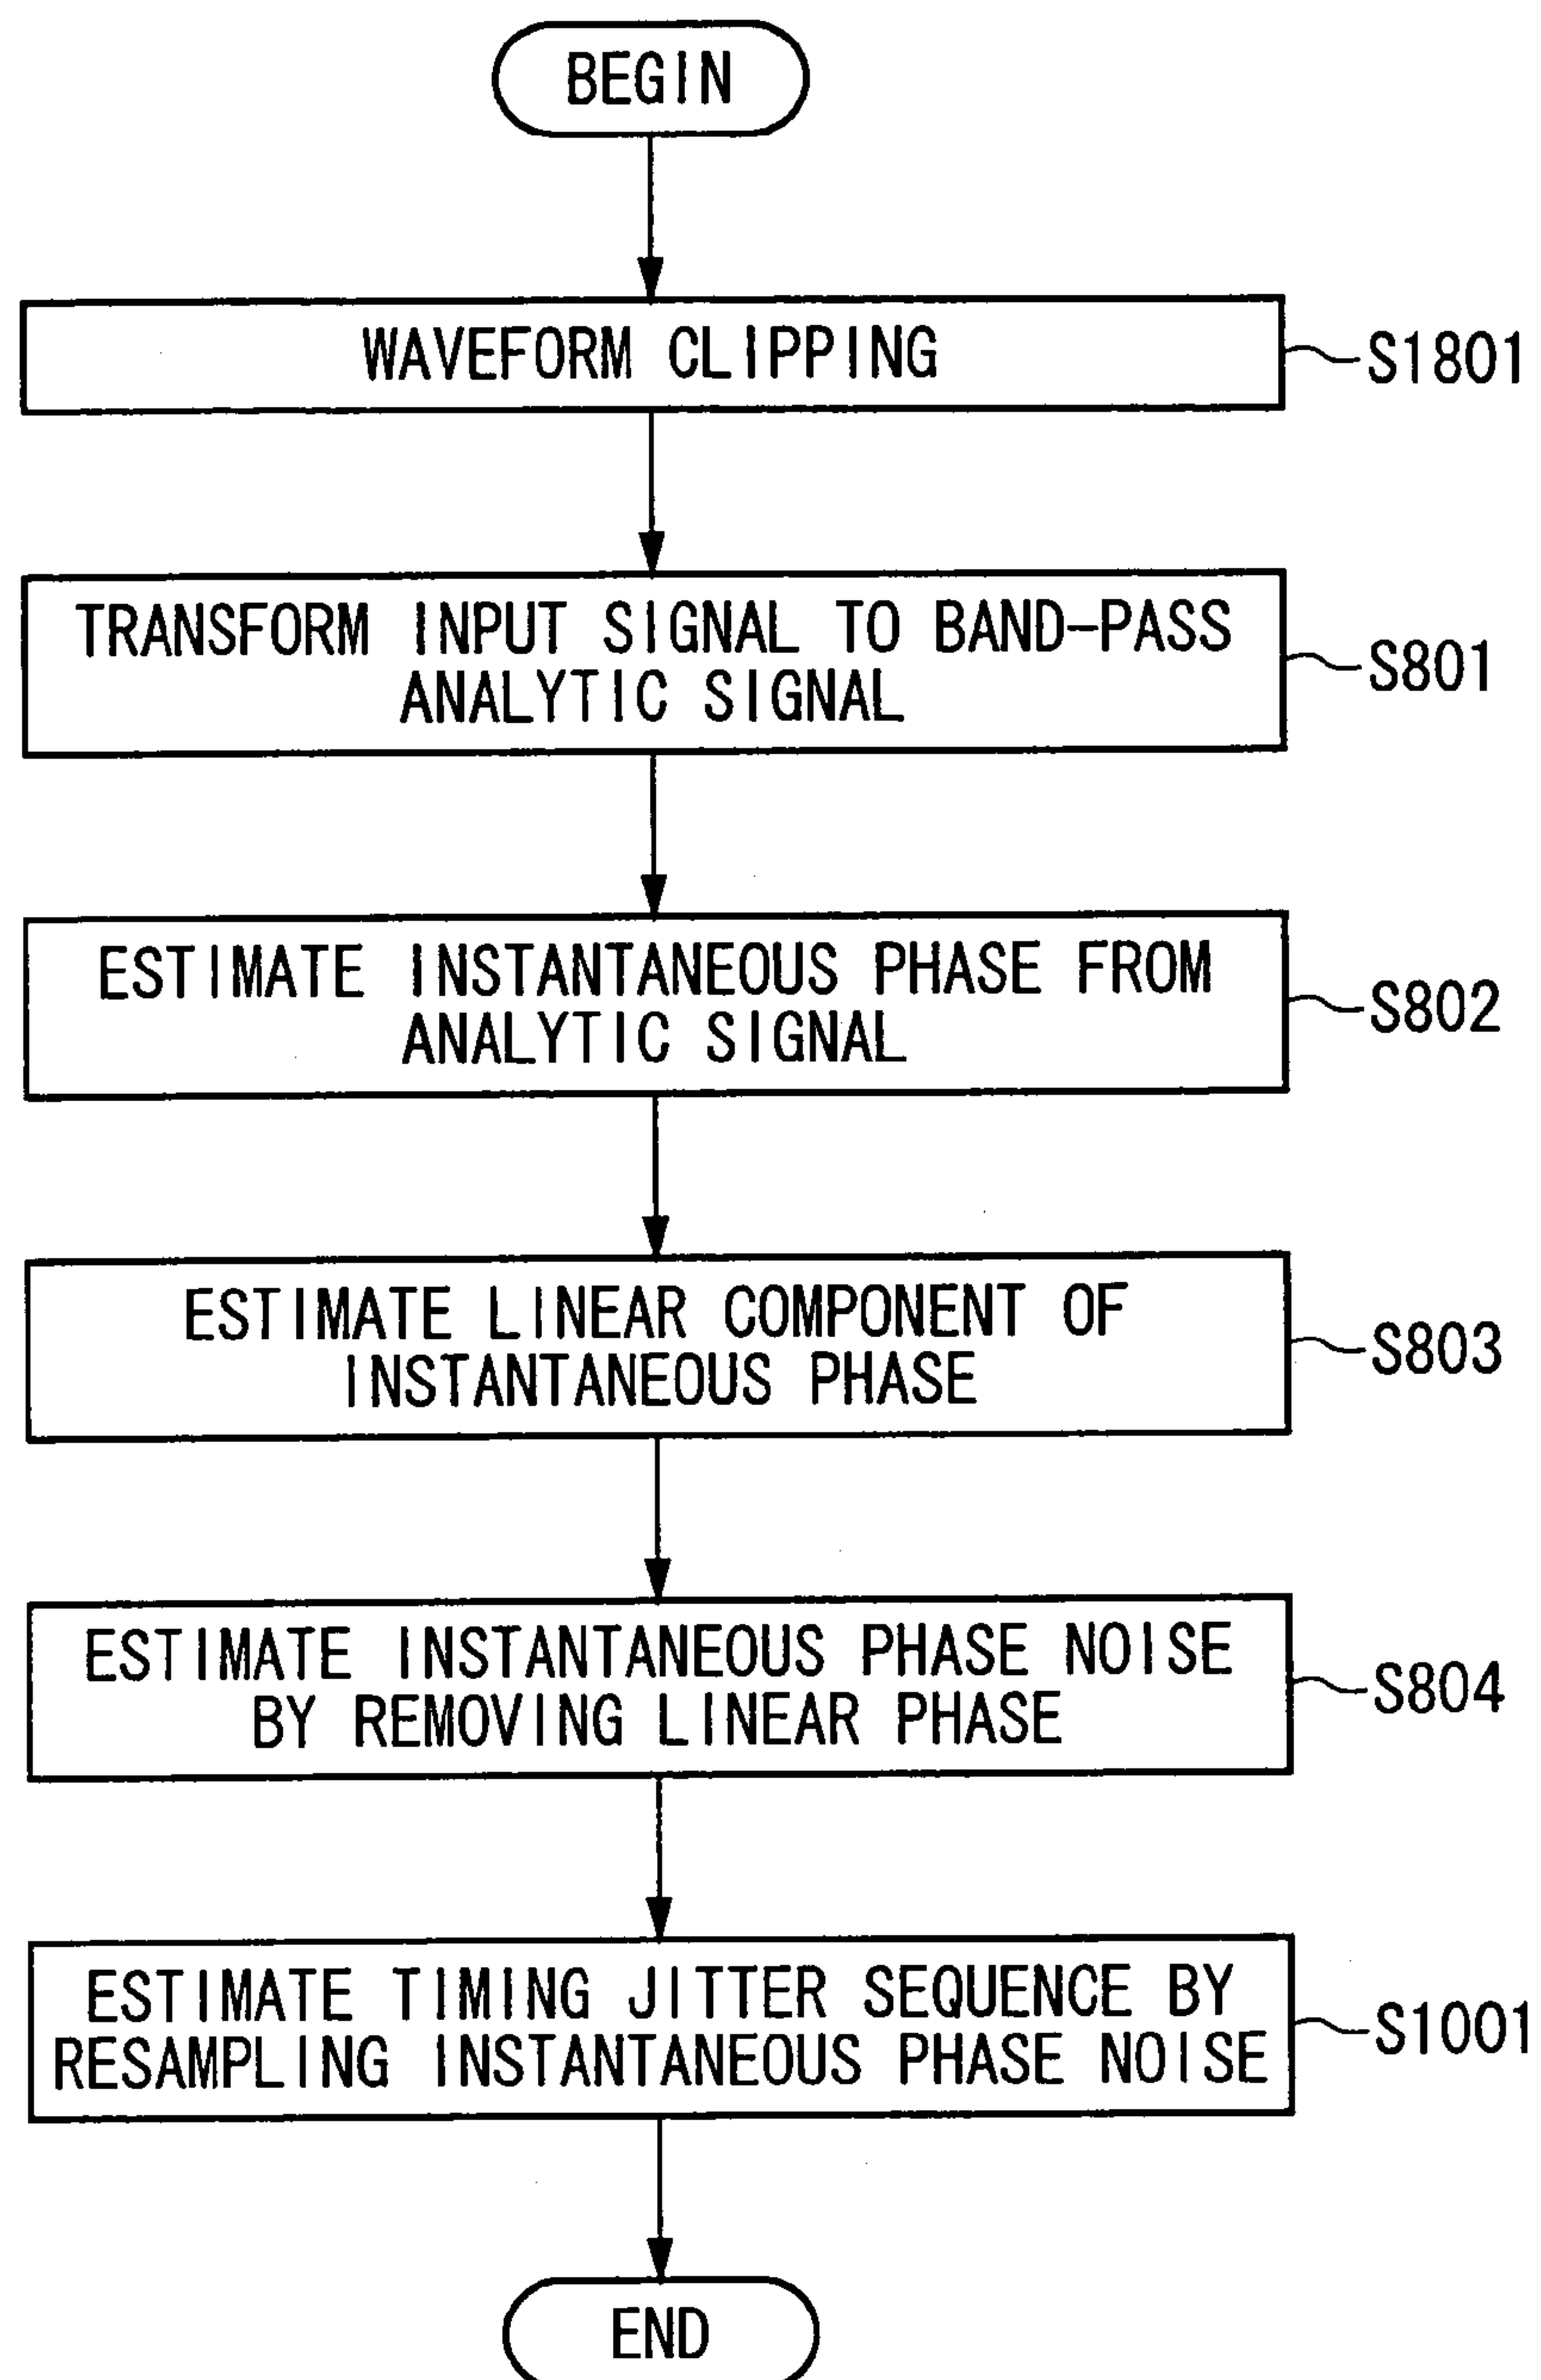 BEGIN
WAVEFORM CLIPPING
S1801
TRANSFORM INPUT SIGNAL TO BAND-PASS
ANALYTIC SIGNAL
S801
ESTIMATE INSTANTANEOUS PHASE FROM
ANALYTIC SIGNAL
S802
ESTIMATE LINEAR COMPONENT OF
INSTANTANEOUS PHASE
S803
ESTIMATE INSTANTANEOUS PHASE NOISE
BY REMOVING LINEAR PHASE
S804
ESTIMATE TIMING JITTER SEQUENCE BY
RESAMPLING INSTANTANEOUS PHASE NOISE
S1001
END